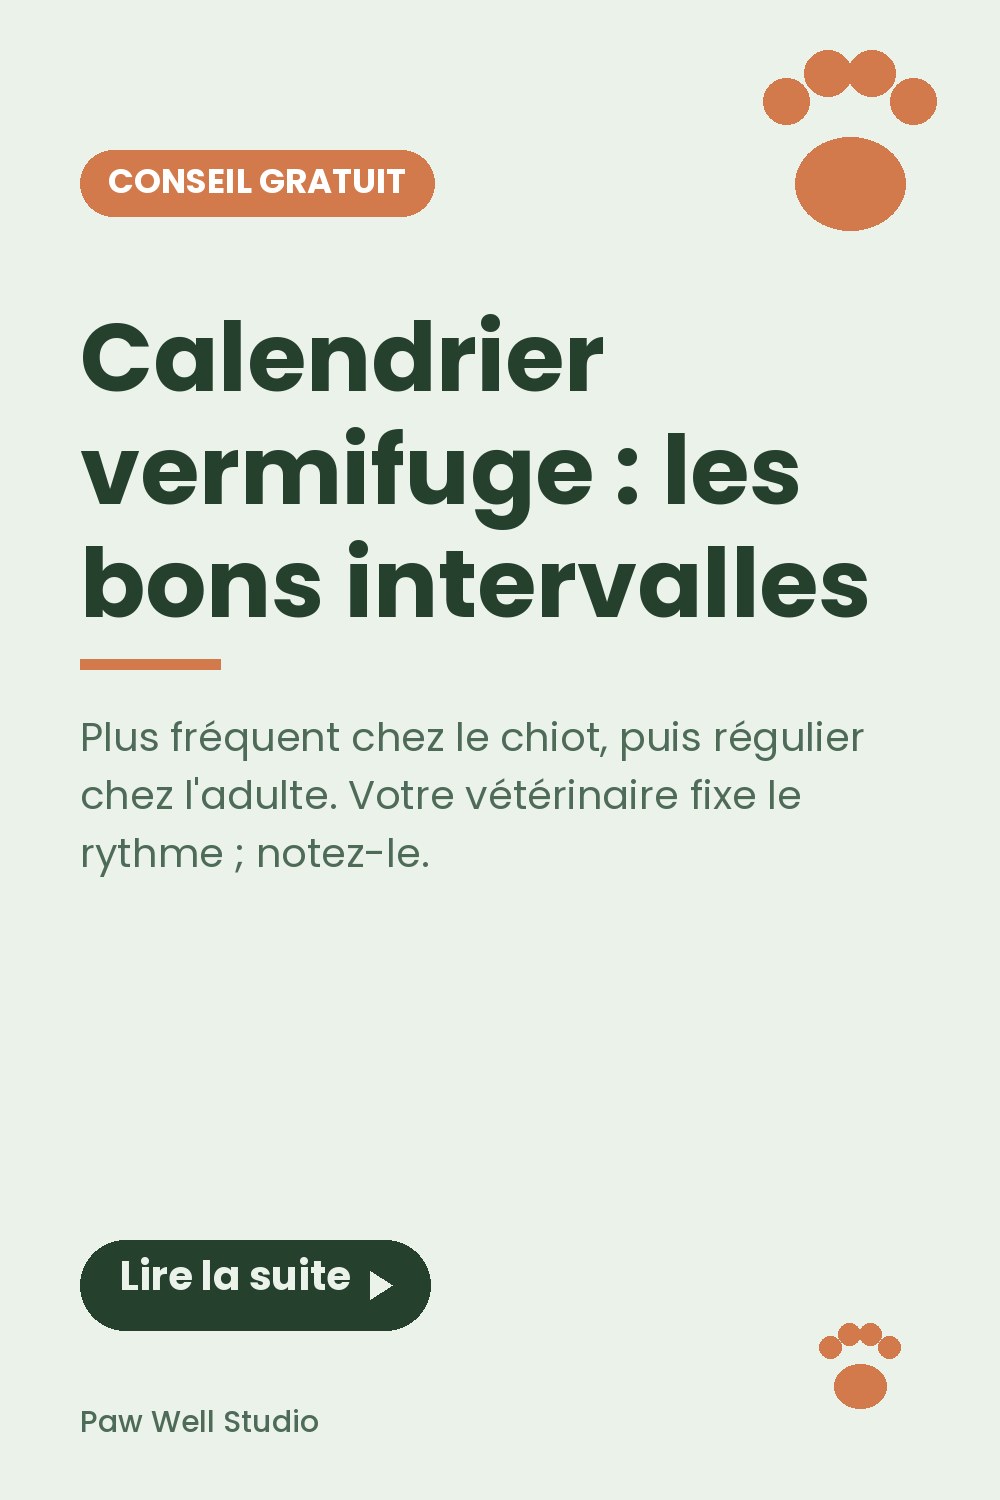 CONSEIL GRATUIT
Calendrier
vermifuge : les
bons intervalles
Plus fréquent chez le chiot, puis régulier
chez l'adulte. Votre vétérinaire fixe le
rythme ; notez-le.
Lire la suite
Paw Well Studio